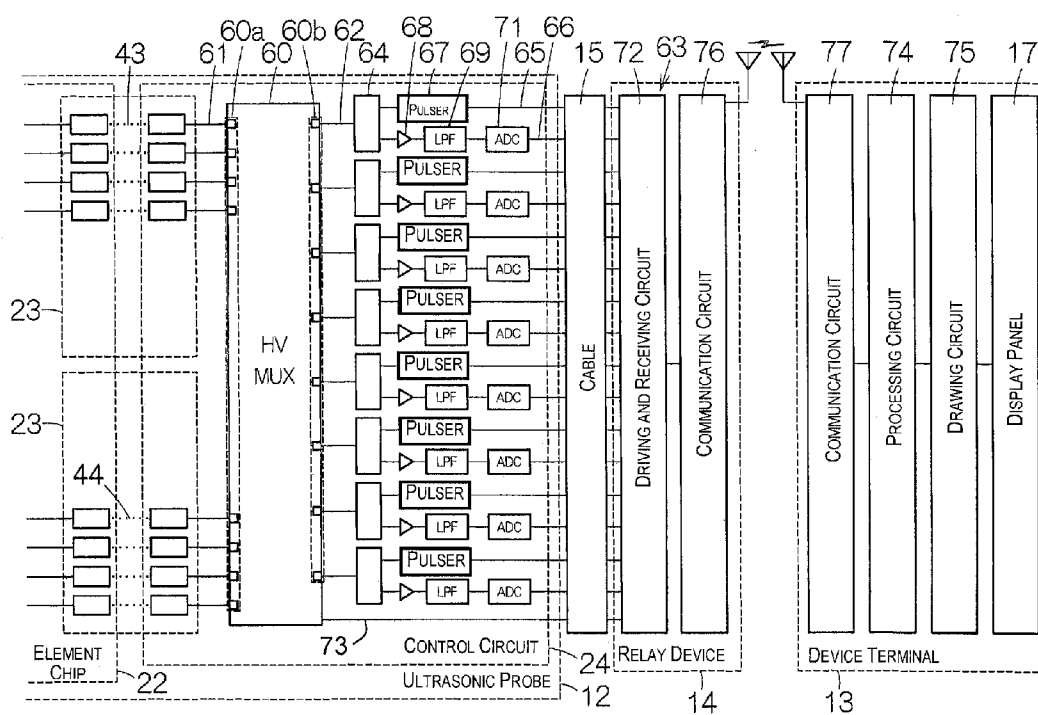 43 61 60a 60 60b 62 64 68 67 69 71 65 66 15 72 63 76 77 74 75 17
PULSER
LPF ADC
PULSER
LPF ADC
PULSER
LPF ADC
PULSER
LPF ADC
PULSER
LPF ADC
PULSER
LPF ADC
PULSER
LPF ADC
PULSER
LPF ADC
23
23
44
HV
MUX
CABLE
DRIVING AND RECEIVING CIRCUIT
COMMUNICATION CIRCUIT
COMMUNICATION CIRCUIT
PROCESSING CIRCUIT
DRAWING CIRCUIT
DISPLAY PANEL
73
ELEMENT
CHIP
22
CONTROL CIRCUIT
24
ULTRASONIC PROBE
12
RELAY DEVICE
14
DEVICE TERMINAL
13